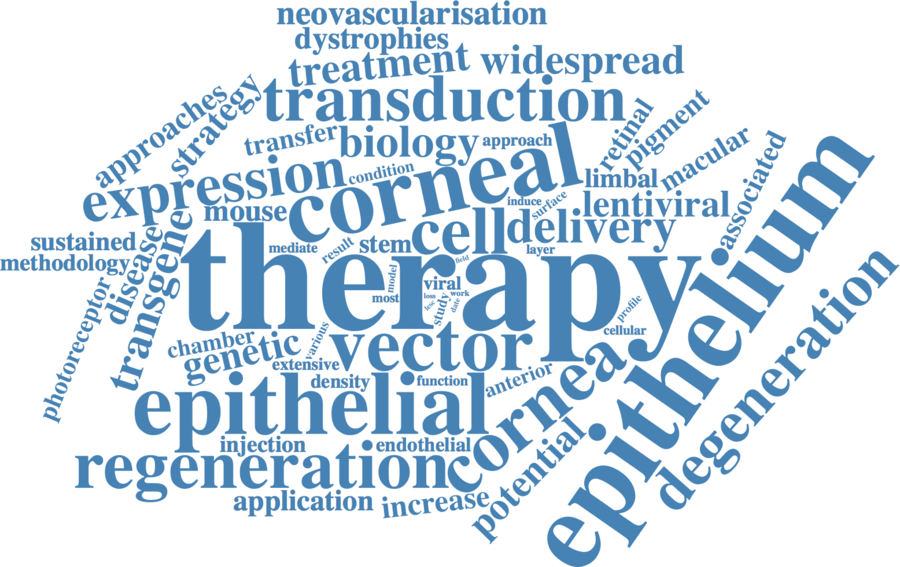 neovascularisation
dystrophies
treatment
widespread
approaches
strategy
transduction
transfer
biology
approach
retinal
pigment
macular
associated
expression
condition
corneal
limbal
induce
surface
lentiviral
mouse
sustained
methodology
disease
transgene
mediate
result
stem
cell
delivery
layer
therapy
field
model
viral
most
loss
lose
study
work
date
profile
cellular
photoreceptor
chamber
genetic
various
extensive
vector
density
function
anterior
epithelial
cornea
epithelium
degeneration
injection
endothelial
regeneration
potential
application
increase